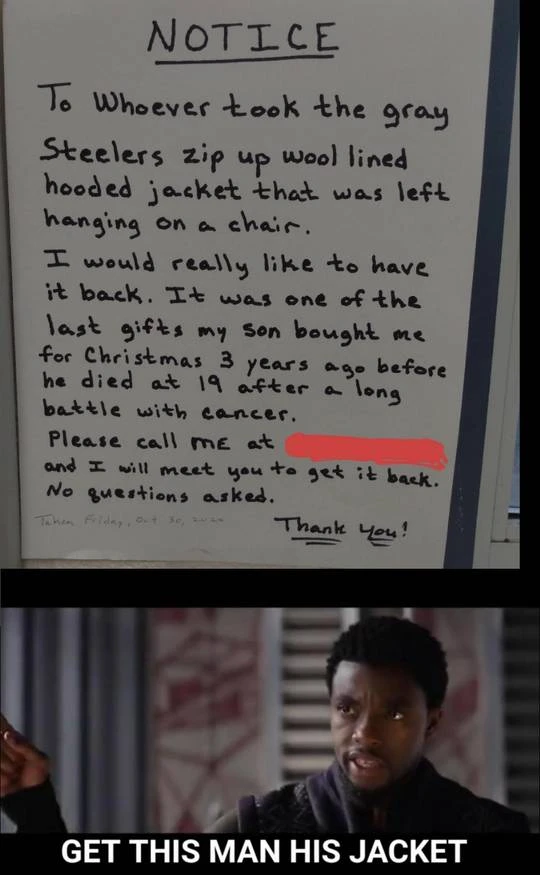 NOTICE
To Whoever took the gray
Steelers zip up wool lined
hooded jacket that was left
hanging on a chair.
I would really like to have
it back. It was one of the
last gifts my son bought me
for Christmas 3 years ago before
he died at 19 after a long
battle with cancer.
Please call ME at
and I will meet you to get it back.
No questions asked.
Taken Friday, Oct 30,
Thank you!
GET THIS MAN HIS JACKET